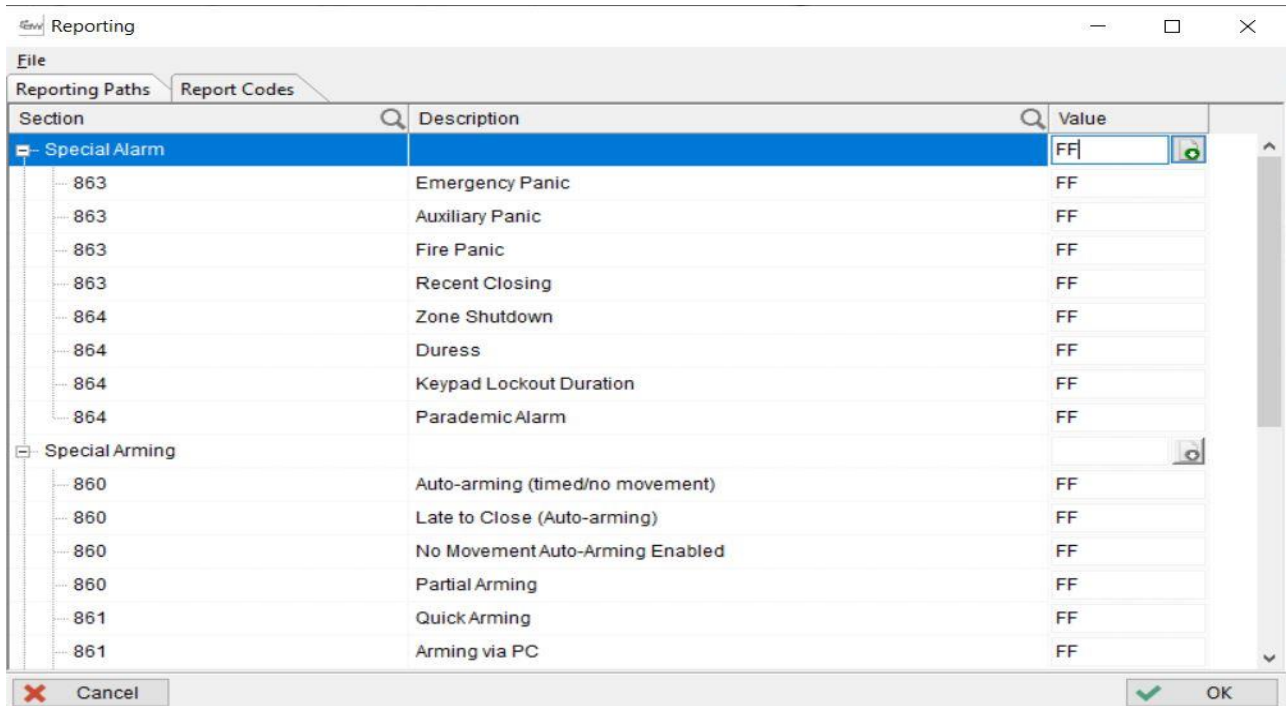 Reporting
File
Reporting Paths Report Codes
Section Description Value
Special Alarm FF
863 Emergency Panic FF
863 Auxiliary Panic FF
863 Fire Panic FF
863 Recent Closing FF
864 Zone Shutdown FF
864 Duress FF
864 Keypad Lockout Duration FF
864 Parademic Alarm FF
Special Arming
860 Auto-arming (timed/no movement) FF
860 Late to Close (Auto-arming) FF
860 No Movement Auto-Arming Enabled FF
860 Partial Arming FF
861 Quick Arming FF
861 Arming via PC FF
Cancel OK